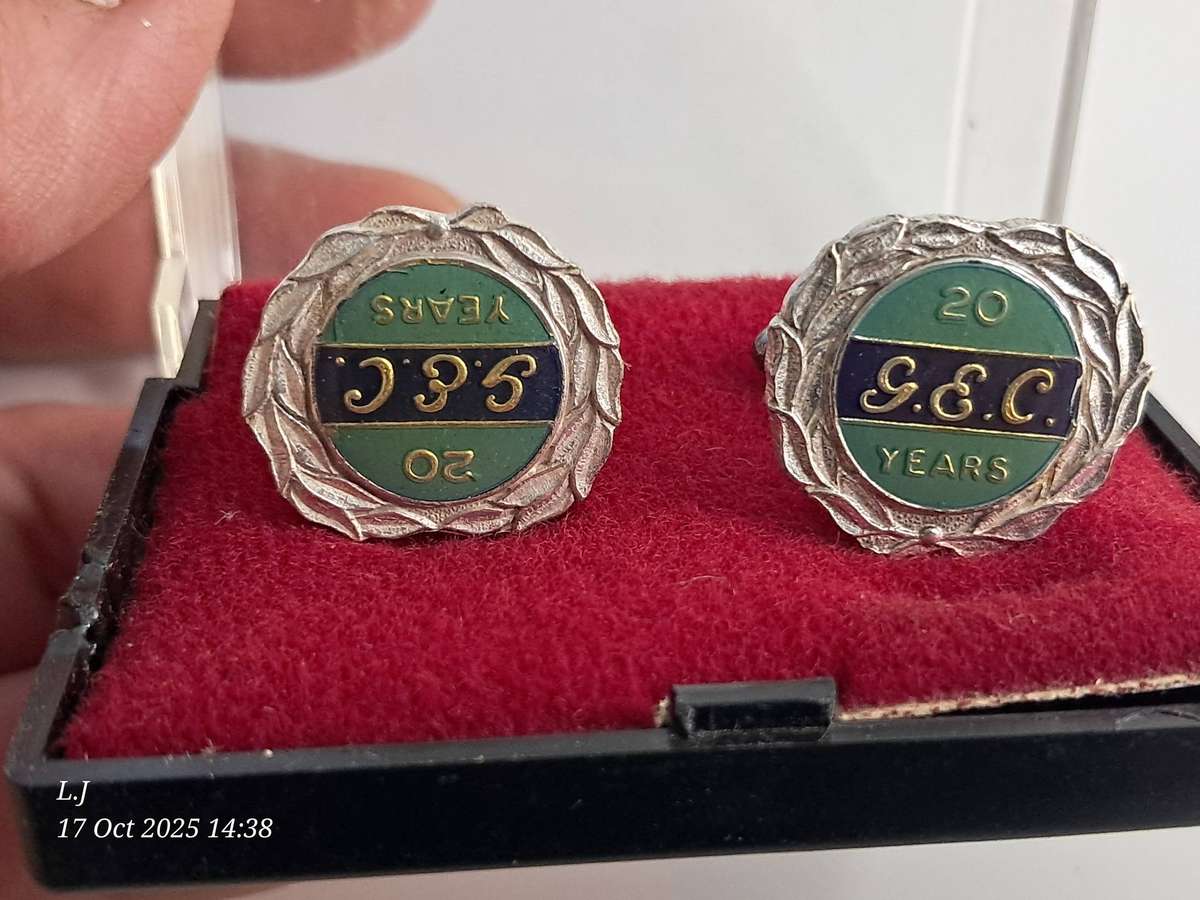 YEARS
G.E.C.
20
20
G.E.C.
YEARS
L.J
17 Oct 2025 14:38